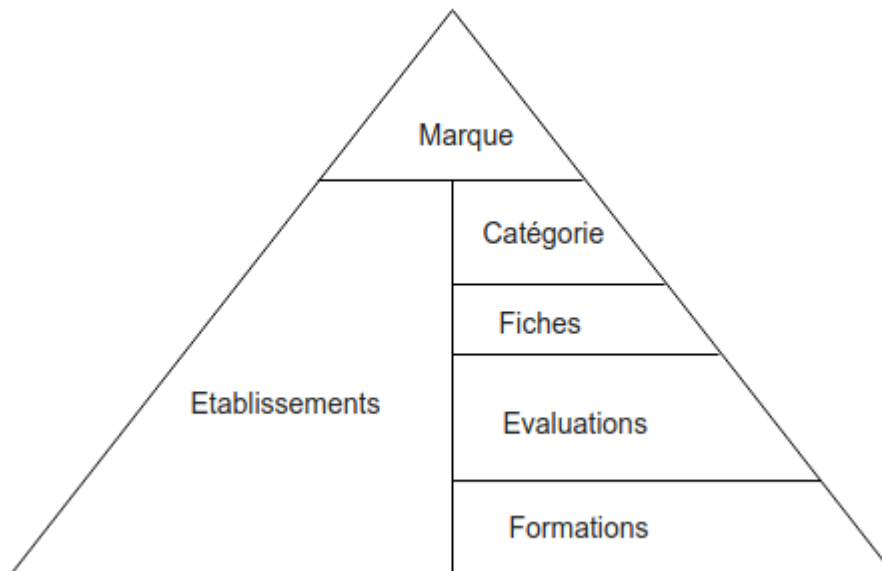 Marque
Catégorie
Fiches
Etablissements
Evaluations
Formations